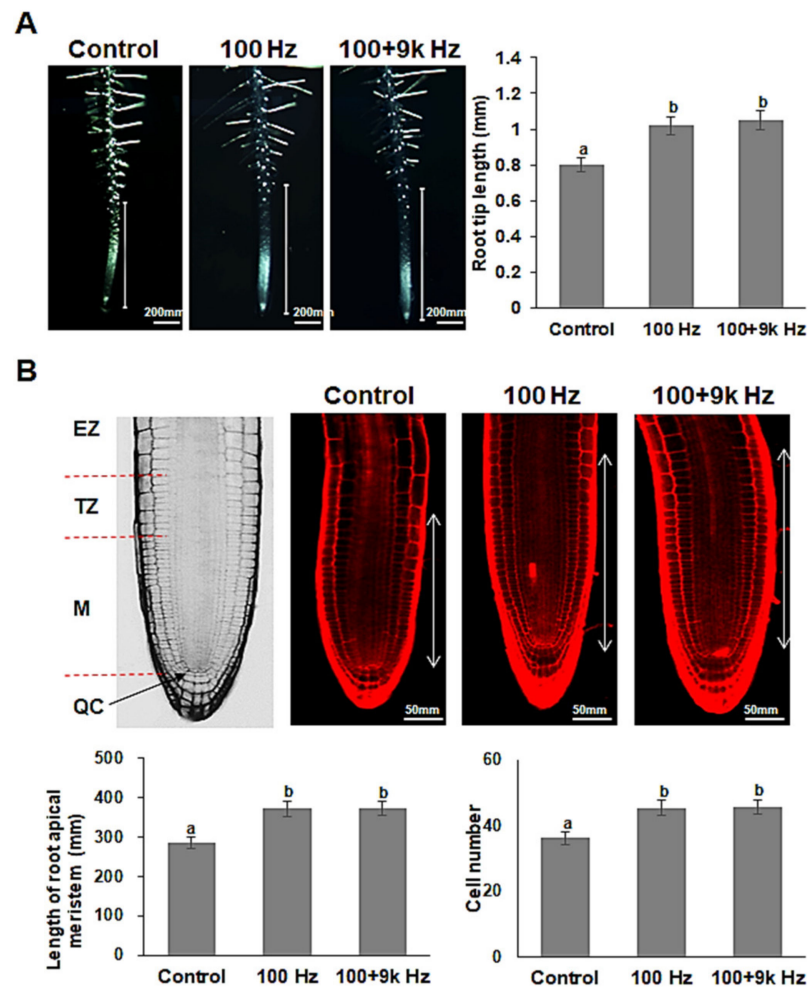 A
Control 100 Hz 100+9k Hz
200mm 200mm 200mm
Root tip length (mm)
1.4
1.2
1
0.8
0.6
0.4
0.2
0
a b b
Control 100 Hz 100+9k Hz
B
Control 100 Hz 100+9k Hz
EZ
TZ
M
QC
50mm 50mm 50mm
Length of root apical
meristem (mm)
500
400
300
200
100
0
a b b
Control 100 Hz 100+9k Hz
Cell number
60
40
20
0
a b b
Control 100 Hz 100+9k Hz